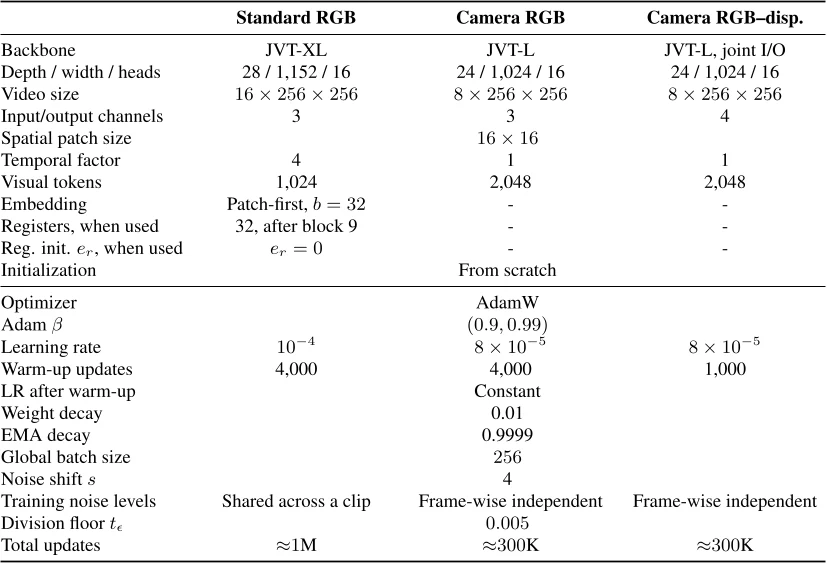 Standard RGB Camera RGB Camera RGB–disp.
Backbone JVT-XL JVT-L JVT-L, joint I/O
Depth / width / heads 28 / 1,152 / 16 24 / 1,024 / 16 24 / 1,024 / 16
Video size 16 × 256 × 256 8 × 256 × 256 8 × 256 × 256
Input/output channels 3 3 4
Spatial patch size 16 × 16
Temporal factor 4 1 1
Visual tokens 1,024 2,048 2,048
Embedding Patch-first, b = 32 - -
Registers, when used 32, after block 9 - -
Reg. init. e_r, when used e_r = 0 - -
Initialization From scratch
Optimizer AdamW
Adam β (0.9, 0.99)
Learning rate 10⁻⁴ 8 × 10⁻⁵ 8 × 10⁻⁵
Warm-up updates 4,000 4,000 1,000
LR after warm-up Constant
Weight decay 0.01
EMA decay 0.9999
Global batch size 256
Noise shift s 4
Training noise levels Shared across a clip Frame-wise independent Frame-wise independent
Division floor t_ϵ 0.005
Total updates ≈1M ≈300K ≈300K